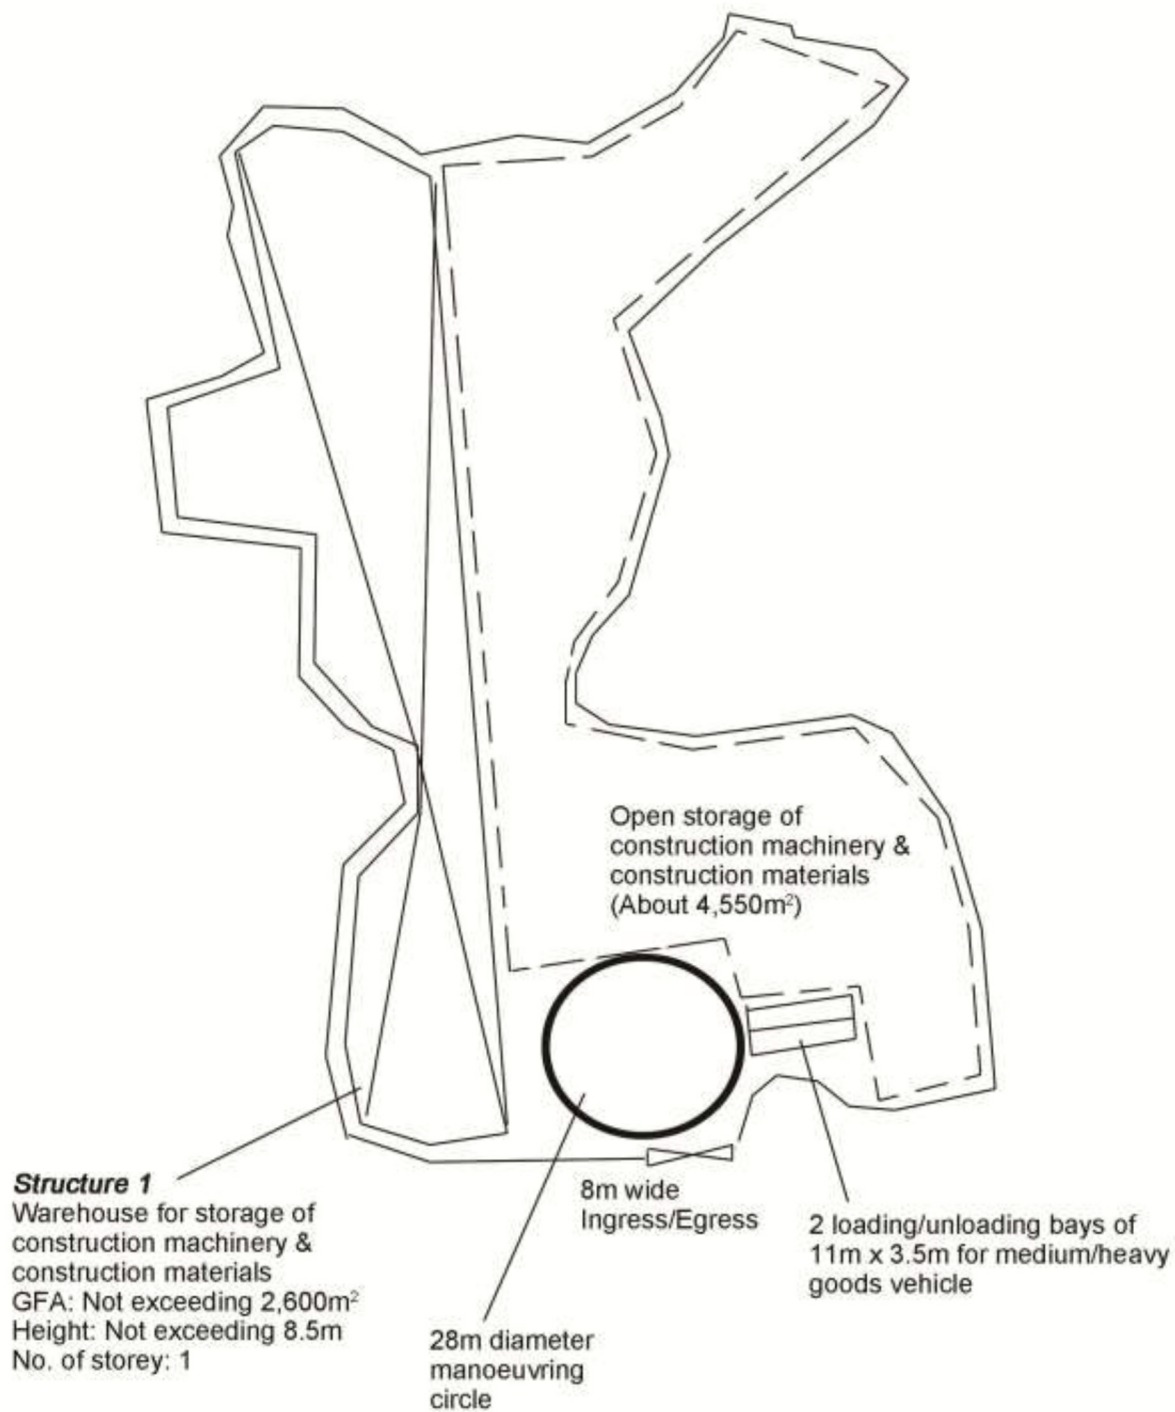 Open storage of
construction machinery &
construction materials
(About 4,550m²)
Structure 1
Warehouse for storage of
construction machinery &
construction materials
GFA: Not exceeding 2,600m²
Height: Not exceeding 8.5m
No. of storey: 1
8m wide
Ingress/Egress
2 loading/unloading bays of
11m x 3.5m for medium/heavy
goods vehicle
28m diameter
manoeuvring
circle